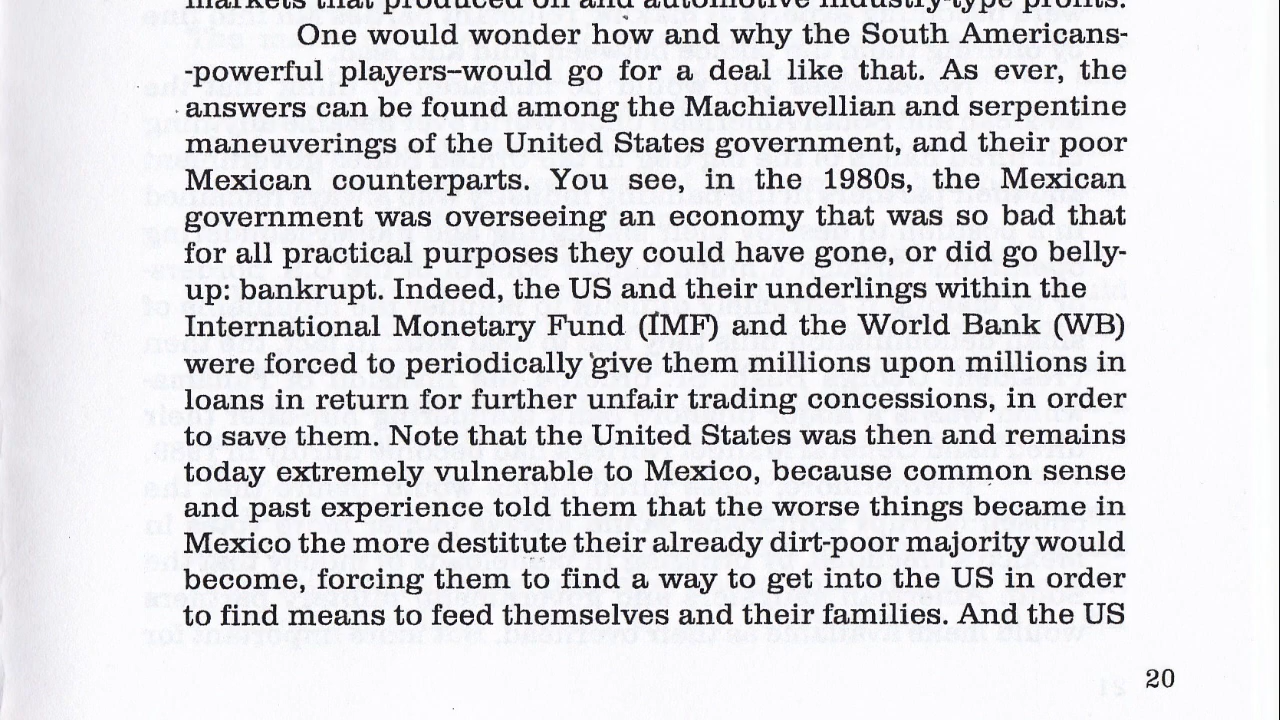 markets that produced oil and automotive industry-type profits.
One would wonder how and why the South Americans-
-powerful players–would go for a deal like that. As ever, the
answers can be found among the Machiavellian and serpentine
maneuverings of the United States government, and their poor
Mexican counterparts. You see, in the 1980s, the Mexican
government was overseeing an economy that was so bad that
for all practical purposes they could have gone, or did go belly-
up: bankrupt. Indeed, the US and their underlings within the
International Monetary Fund (IMF) and the World Bank (WB)
were forced to periodically give them millions upon millions in
loans in return for further unfair trading concessions, in order
to save them. Note that the United States was then and remains
today extremely vulnerable to Mexico, because common sense
and past experience told them that the worse things became in
Mexico the more destitute their already dirt-poor majority would
become, forcing them to find a way to get into the US in order
to find means to feed themselves and their families. And the US
20